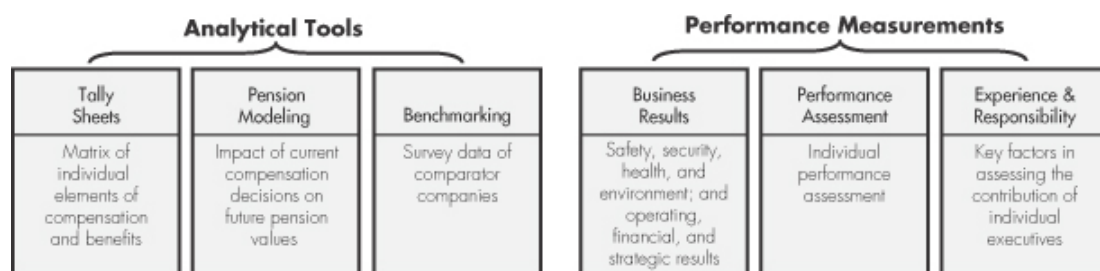 Analytical Tools
Tally
Sheets
Matrix of
individual
elements of
compensation
and benefits
Pension
Modeling
Impact of current
compensation
decisions on
future pension
values
Benchmarking
Survey data of
comparator
companies
Performance Measurements
Business
Results
Safety, security,
health, and
environment; and
operating,
financial, and
strategic results
Performance
Assessment
Individual
performance
assessment
Experience &
Responsibility
Key factors in
assessing the
contribution of
individual
executives